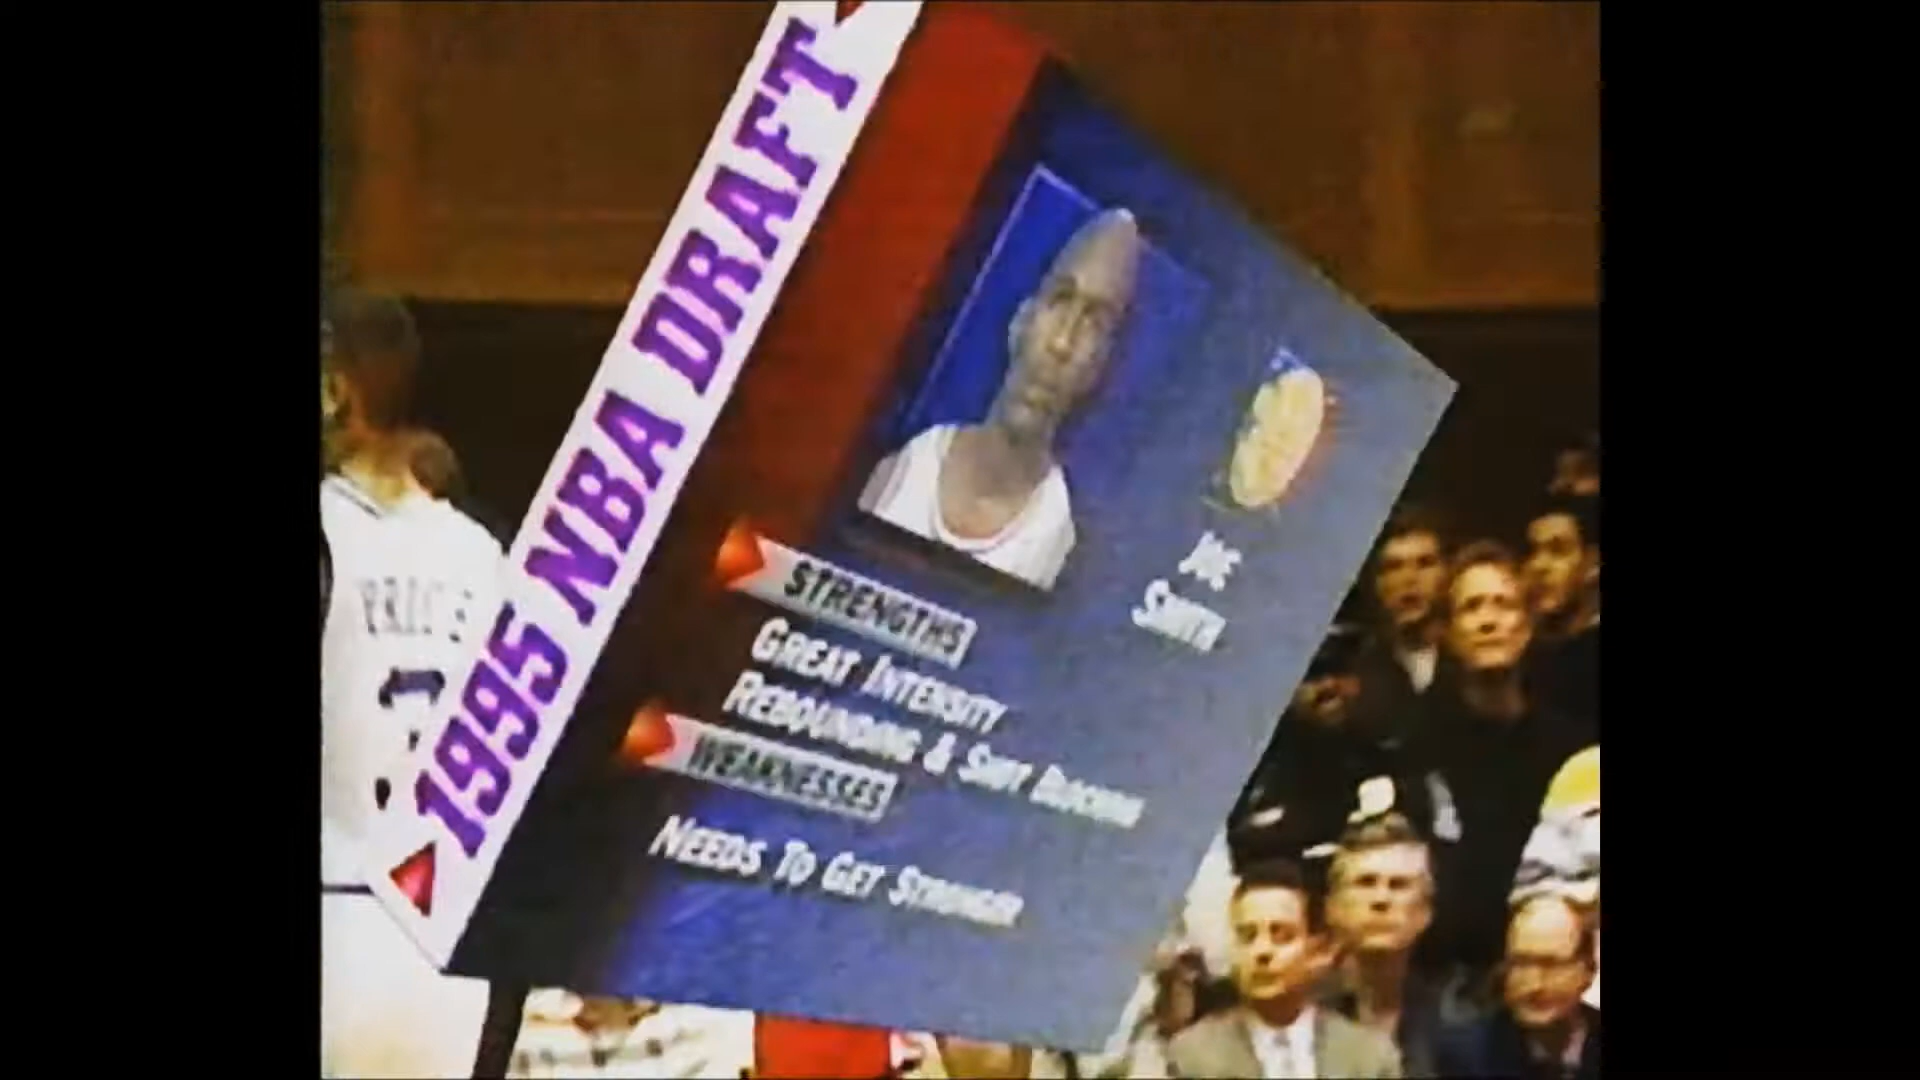 1995 NBA DRAFT
JOE
SMITH
STRENGTHS
GREAT INTENSITY
REBOUNDING & SHOT BLOCKING
WEAKNESSES
NEEDS TO GET STRONGER